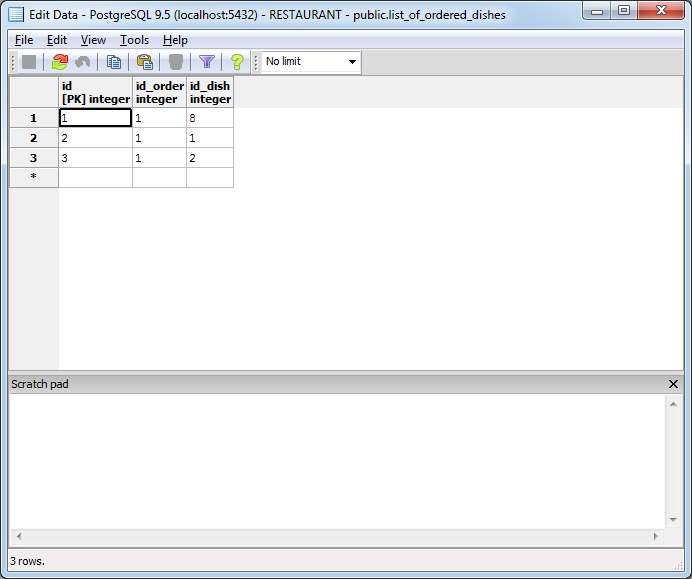 Edit Data - PostgreSQL 9.5 (localhost:5432) - RESTAURANT - public.list_of_ordered_dishes
File Edit View Tools Help
No limit
id id_order id_dish
[PK] integer integer integer
1 1 1 8
2 2 1 1
3 3 1 2
*
Scratch pad
3 rows.